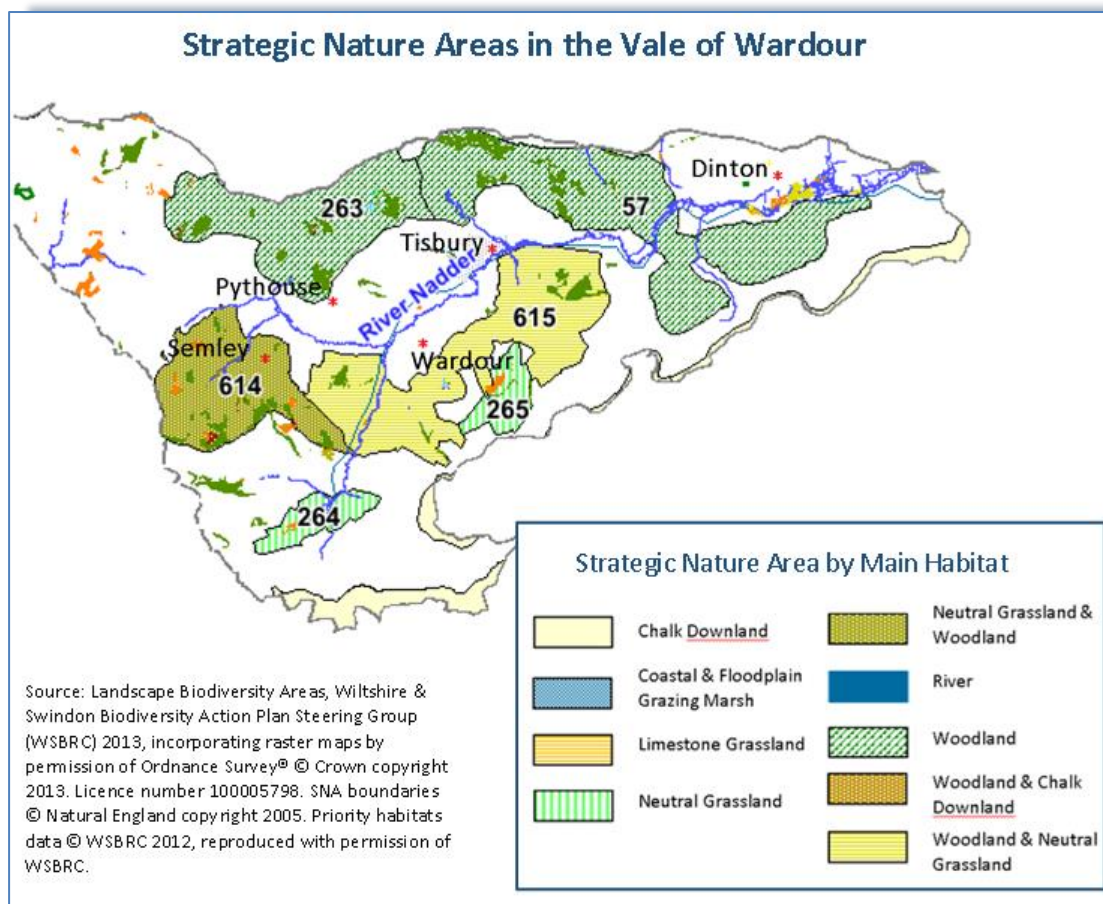 Strategic Nature Areas in the Vale of Wardour
Dinton
263
57
Tisbury
River Nadder
Pythouse
615
Semley
Wardour
614
265
264
Strategic Nature Area by Main Habitat
Chalk Downland
Coastal & Floodplain
Grazing Marsh
Limestone Grassland
Neutral Grassland
Neutral Grassland &
Woodland
River
Woodland
Woodland & Chalk
Downland
Woodland & Neutral
Grassland
Source: Landscape Biodiversity Areas, Wiltshire &
Swindon Biodiversity Action Plan Steering Group
(WSBRC) 2013, incorporating raster maps by
permission of Ordnance Survey® © Crown copyright
2013. Licence number 100005798. SNA boundaries
© Natural England copyright 2005. Priority habitats
data © WSBRC 2012, reproduced with permission of
WSBRC.